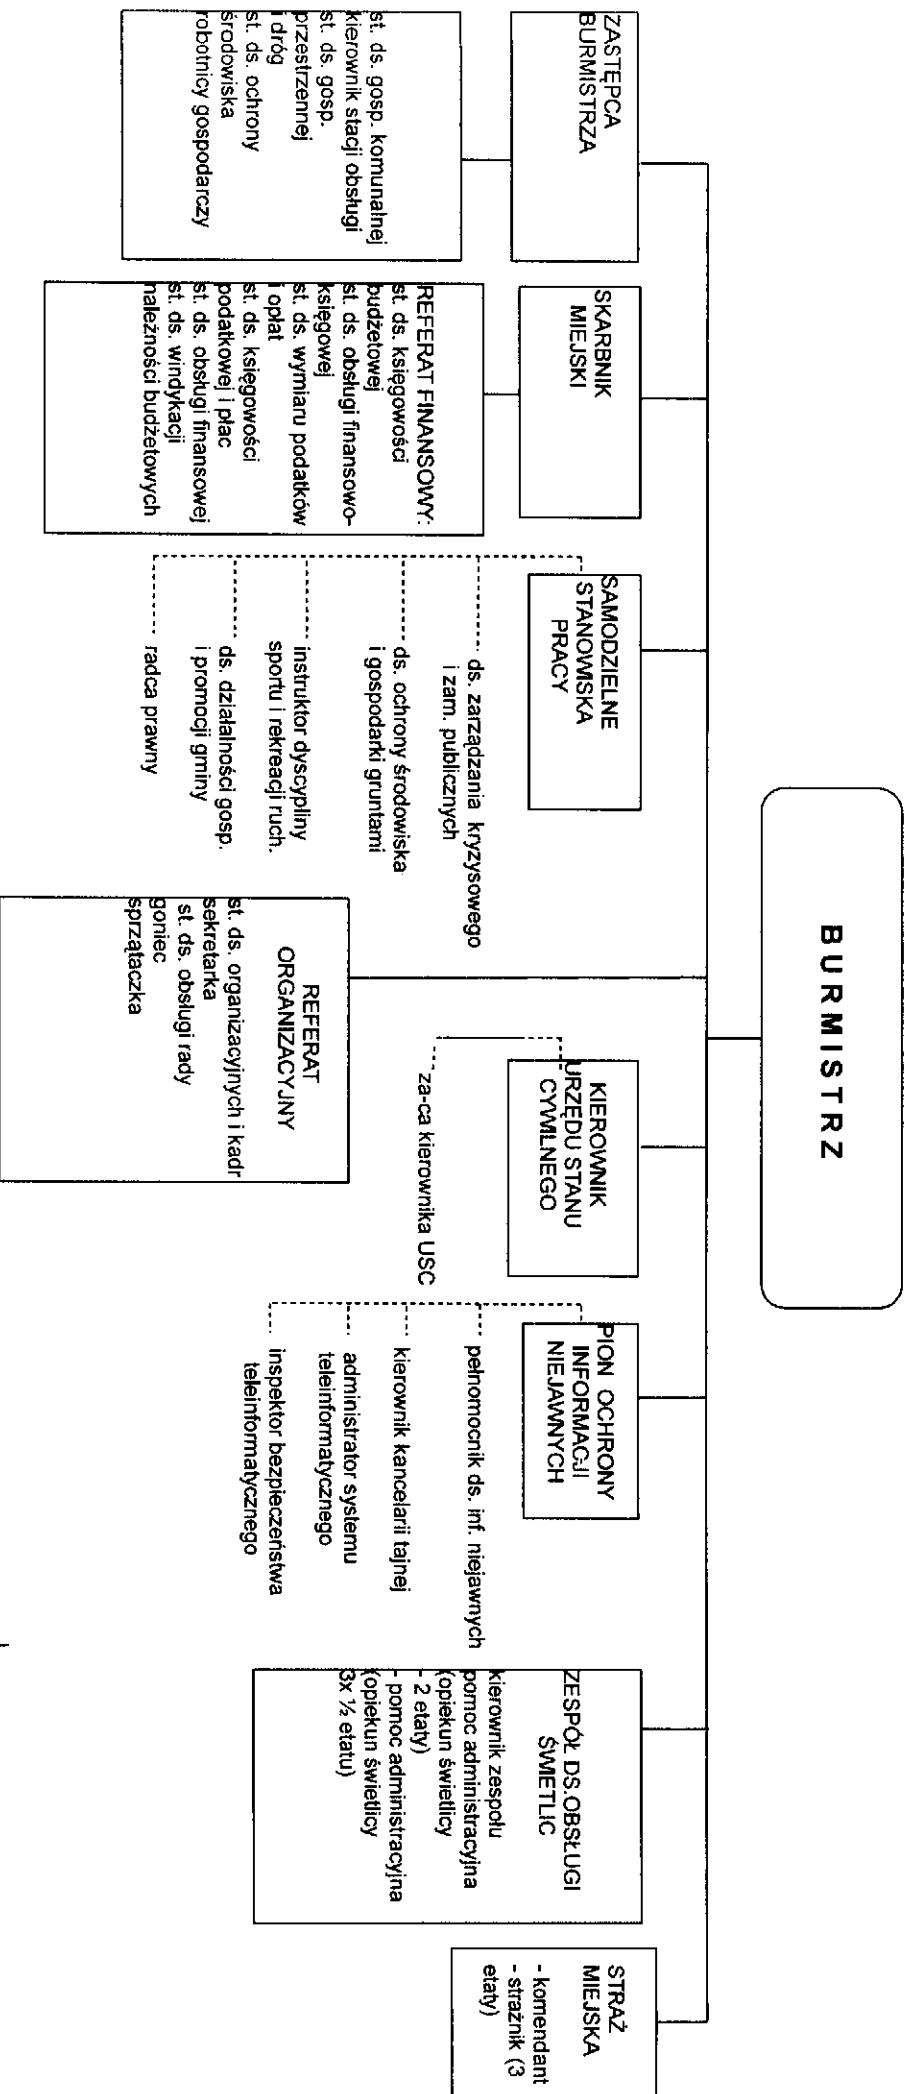 BURMISTRZ
ZASTĘPCA
BURMISTRZA
st. ds. gosp. komunalnej
kierownik stacji obsługi
st. ds. gosp.
przestrzennej
i dróg
st. ds. ochrony
środowiska
robotnicy gospodarczy
SKARBNIK
MIEJSKI
REFERAT FINANSOWY:
st. ds. księgowości
budżetowej
st. ds. obsługi finansowo-
księgowej
st. ds. wymiaru podatków
i opłat
st. ds. księgowości
podatkowej i płac
st. ds. obsługi finansowej
st. ds. windykacji
należności budżetowych
SAMODZIELNE
STANOWISKA
PRACY
ds. zarządzania kryzysowego
i zam. publicznych
ds. ochrony środowiska
i gospodarki gruntami
instruktor dyscypliny
sportu i rekreacji ruch.
ds. działalności gosp.
i promocji gminy
radca prawny
REFERAT
ORGANIZACYJNY
st. ds. organizacyjnych i kadr
sekretarka
st. ds. obsługi rady
goniec
sprzątaczka
KIEROWNIK
URZĘDU STANU
CYWILNEGO
za-ca kierownika USC
PION OCHRONY
INFORMACJI
NIEJAWNYCH
pełnomocnik ds. inf. niejawnych
kierownik kancelarii tajnej
administrator systemu
teleinformatycznego
inspektor bezpieczeństwa
teleinformatycznego
ZESPÓŁ DS.OBSŁUGI
ŚWIETLIC
kierownik zespołu
pomoc administracyjna
(opiekun świetlicy
- 2 etaty)
- pomoc administracyjna
(opiekun świetlicy
3x ½ etatu)
STRAŻ
MIEJSKA
- komendant
- strażnik (3
etaty)